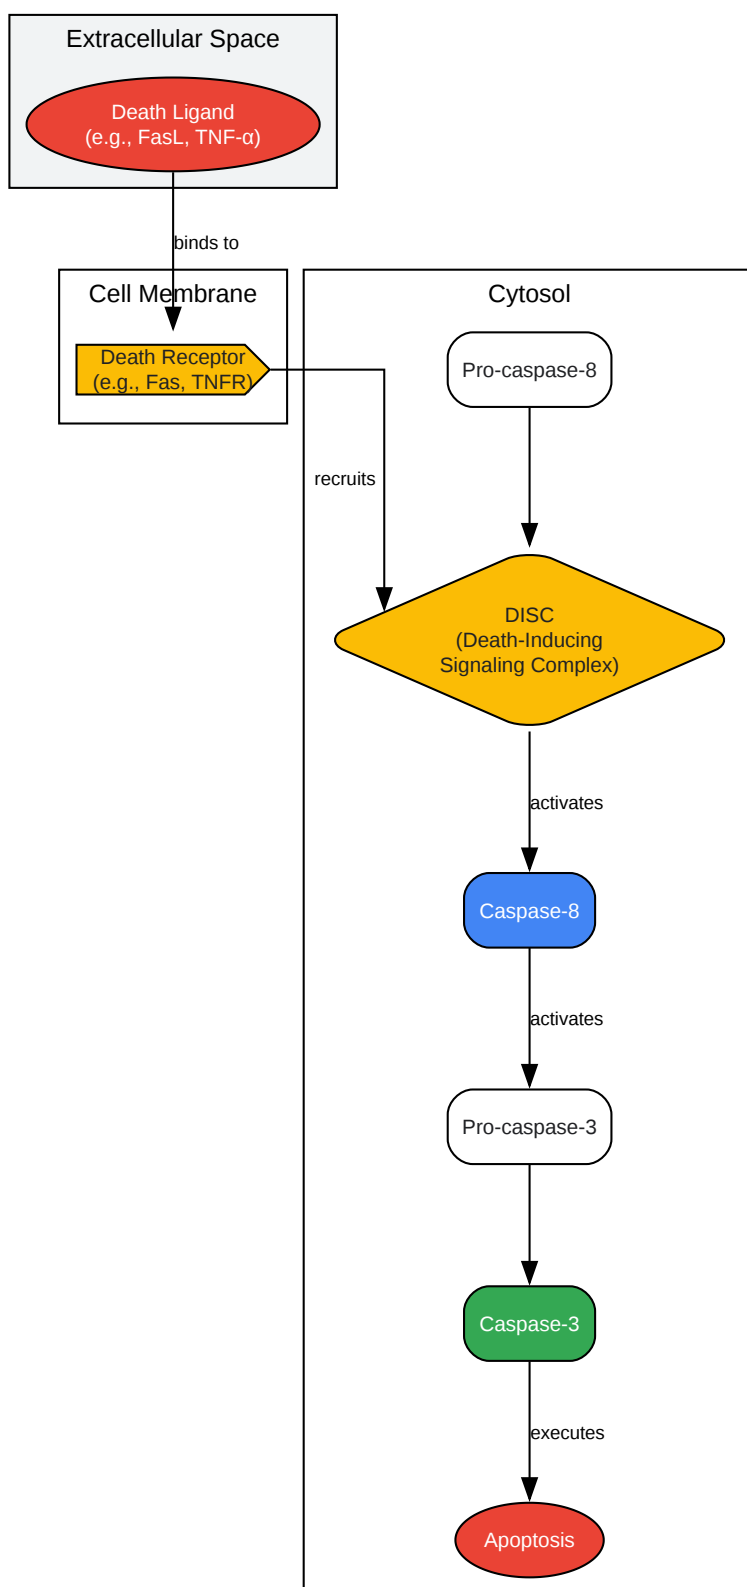 Extracellular Space
Death Ligand
(e.g., FasL, TNF-α)
binds to
Cell Membrane
Death Receptor
(e.g., Fas, TNFR)
recruits
Cytosol
Pro-caspase-8
DISC
(Death-Inducing
Signaling Complex)
activates
Caspase-8
activates
Pro-caspase-3
Caspase-3
executes
Apoptosis